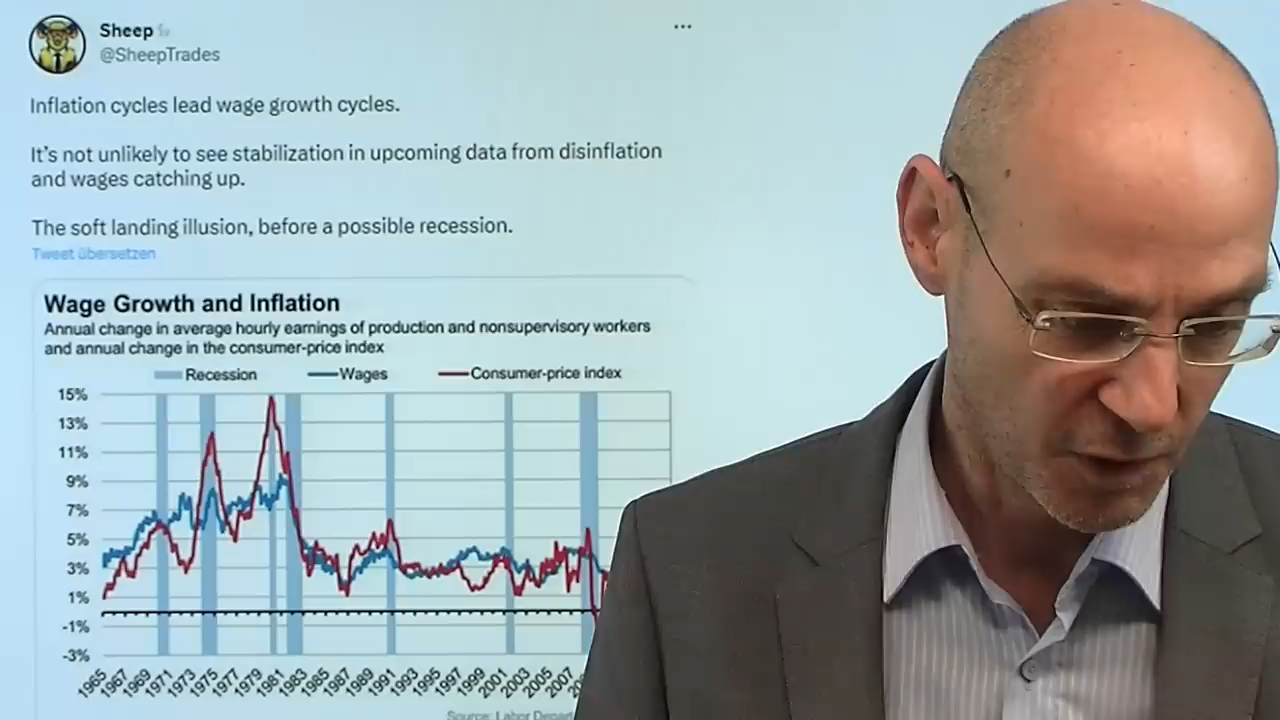 Sheep
@SheepTrades
Inflation cycles lead wage growth cycles.
It's not unlikely to see stabilization in upcoming data from disinflation
and wages catching up.
The soft landing illusion, before a possible recession.
Tweet übersetzen
Wage Growth and Inflation
Annual change in average hourly earnings of production and nonsupervisory workers
and annual change in the consumer-price index
Recession Wages Consumer-price index
15%
13%
11%
9%
7%
5%
3%
1%
-1%
-3%
1965 1967 1969 1971 1973 1975 1977 1979 1981 1983 1985 1987 1989 1991 1993 1995 1997 1999 2001 2003 2005 2007
Source: Labor